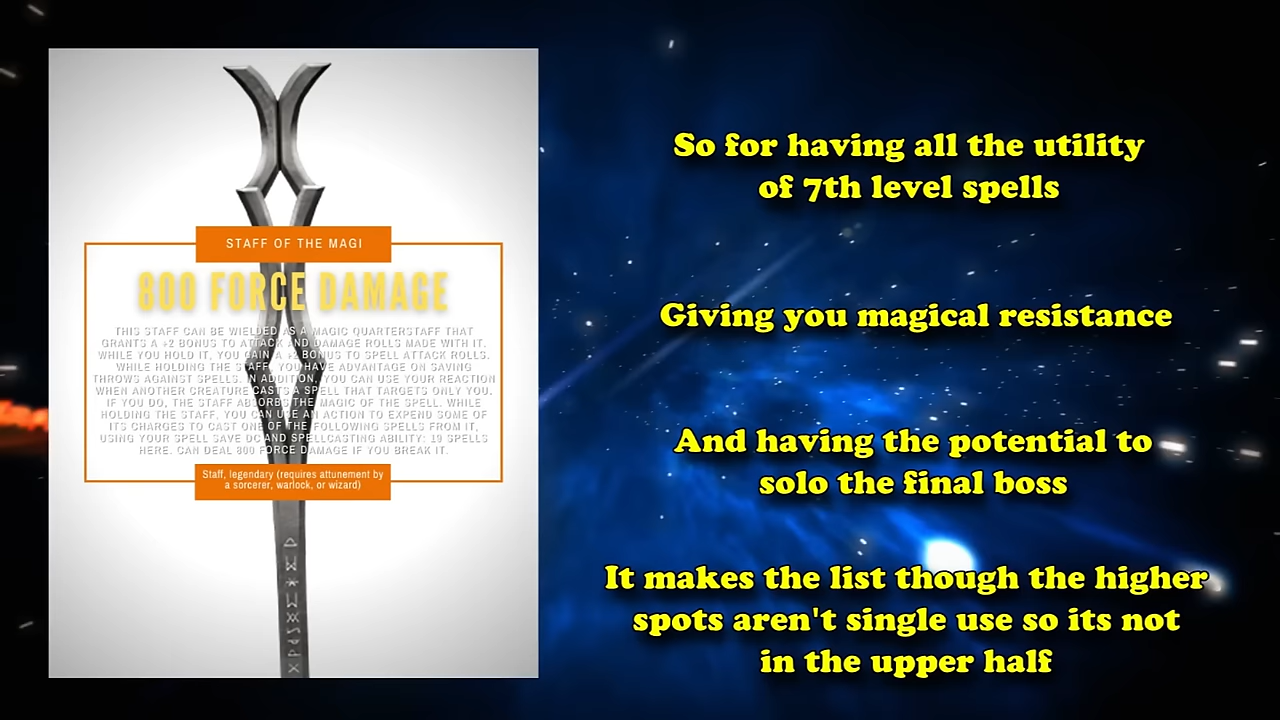 STAFF OF THE MAGI
800 FORCE DAMAGE
THIS STAFF CAN BE WIELDED AS A MAGIC QUARTERSTAFF THAT
GRANTS A +2 BONUS TO ATTACK AND DAMAGE ROLLS MADE WITH IT.
WHILE YOU HOLD IT, YOU GAIN A +2 BONUS TO SPELL ATTACK ROLLS.
WHILE HOLDING THE STAFF, YOU HAVE ADVANTAGE ON SAVING
THROWS AGAINST SPELLS. IN ADDITION, YOU CAN USE YOUR REACTION
WHEN ANOTHER CREATURE CASTS A SPELL THAT TARGETS ONLY YOU.
IF YOU DO, THE STAFF ABSORBS THE MAGIC OF THE SPELL. WHILE
HOLDING THE STAFF, YOU CAN USE AN ACTION TO EXPEND SOME OF
ITS CHARGES TO CAST ONE OF THE FOLLOWING SPELLS FROM IT,
USING YOUR SPELL SAVE DC AND SPELLCASTING ABILITY: 19 SPELLS
HERE. CAN DEAL 800 FORCE DAMAGE IF YOU BREAK IT.
Staff, legendary (requires attunement by
a sorcerer, warlock, or wizard)
So for having all the utility
of 7th level spells
Giving you magical resistance
And having the potential to
solo the final boss
It makes the list though the higher
spots aren't single use so its not
in the upper half